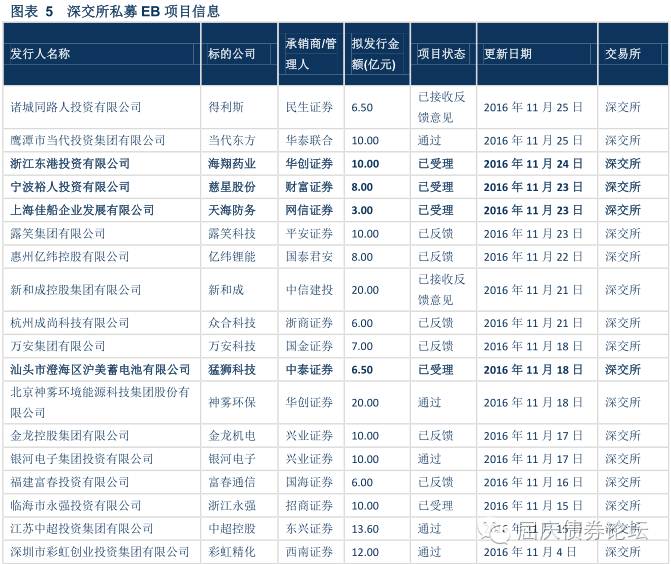 图表 5 深交所私募 EB 项目信息
发行人名称 标的公司 承销商/管理人 拟发行金额(亿元) 项目状态 更新日期 交易所
诸城同路人投资有限公司 得利斯 民生证券 6.50 已接收反馈意见 2016 年 11 月 25 日 深交所
鹰潭市当代投资集团有限公司 当代东方 华泰联合 10.00 通过 2016 年 11 月 25 日 深交所
浙江东港投资有限公司 海翔药业 华创证券 10.00 已受理 2016 年 11 月 24 日 深交所
宁波裕人投资有限公司 慈星股份 财富证券 8.00 已受理 2016 年 11 月 23 日 深交所
上海佳船企业发展有限公司 天海防务 网信证券 3.00 已受理 2016 年 11 月 23 日 深交所
露笑集团有限公司 露笑科技 平安证券 10.00 已反馈 2016 年 11 月 23 日 深交所
惠州亿纬控股有限公司 亿纬锂能 国泰君安 8.00 已反馈 2016 年 11 月 22 日 深交所
新和成控股集团有限公司 新和成 中信建投 20.00 已接收反馈意见 2016 年 11 月 21 日 深交所
杭州成尚科技有限公司 众合科技 浙商证券 6.00 已反馈 2016 年 11 月 21 日 深交所
万安集团有限公司 万安科技 国金证券 7.00 已反馈 2016 年 11 月 18 日 深交所
汕头市澄海区沪美蓄电池有限公司 猛狮科技 中泰证券 6.50 已受理 2016 年 11 月 18 日 深交所
北京神雾环境能源科技集团股份有限公司 神雾环保 华创证券 20.00 通过 2016 年 11 月 18 日 深交所
金龙控股集团有限公司 金龙机电 兴业证券 10.00 已反馈 2016 年 11 月 17 日 深交所
银河电子集团投资有限公司 银河电子 兴业证券 10.00 通过 2016 年 11 月 17 日 深交所
福建富春投资有限公司 富春通信 国海证券 6.00 已反馈 2016 年 11 月 16 日 深交所
临海市永强投资有限公司 浙江永强 招商证券 10.00 已受理 2016 年 11 月 15 日 深交所
江苏中超投资集团有限公司 中超控股 东兴证券 13.60 通过 2016 年 11 月 15 日 深交所
深圳市彩虹创业投资集团有限公司 彩虹精化 西南证券 12.00 通过 2016 年 11 月 4 日 深交所
屈庆债券论坛